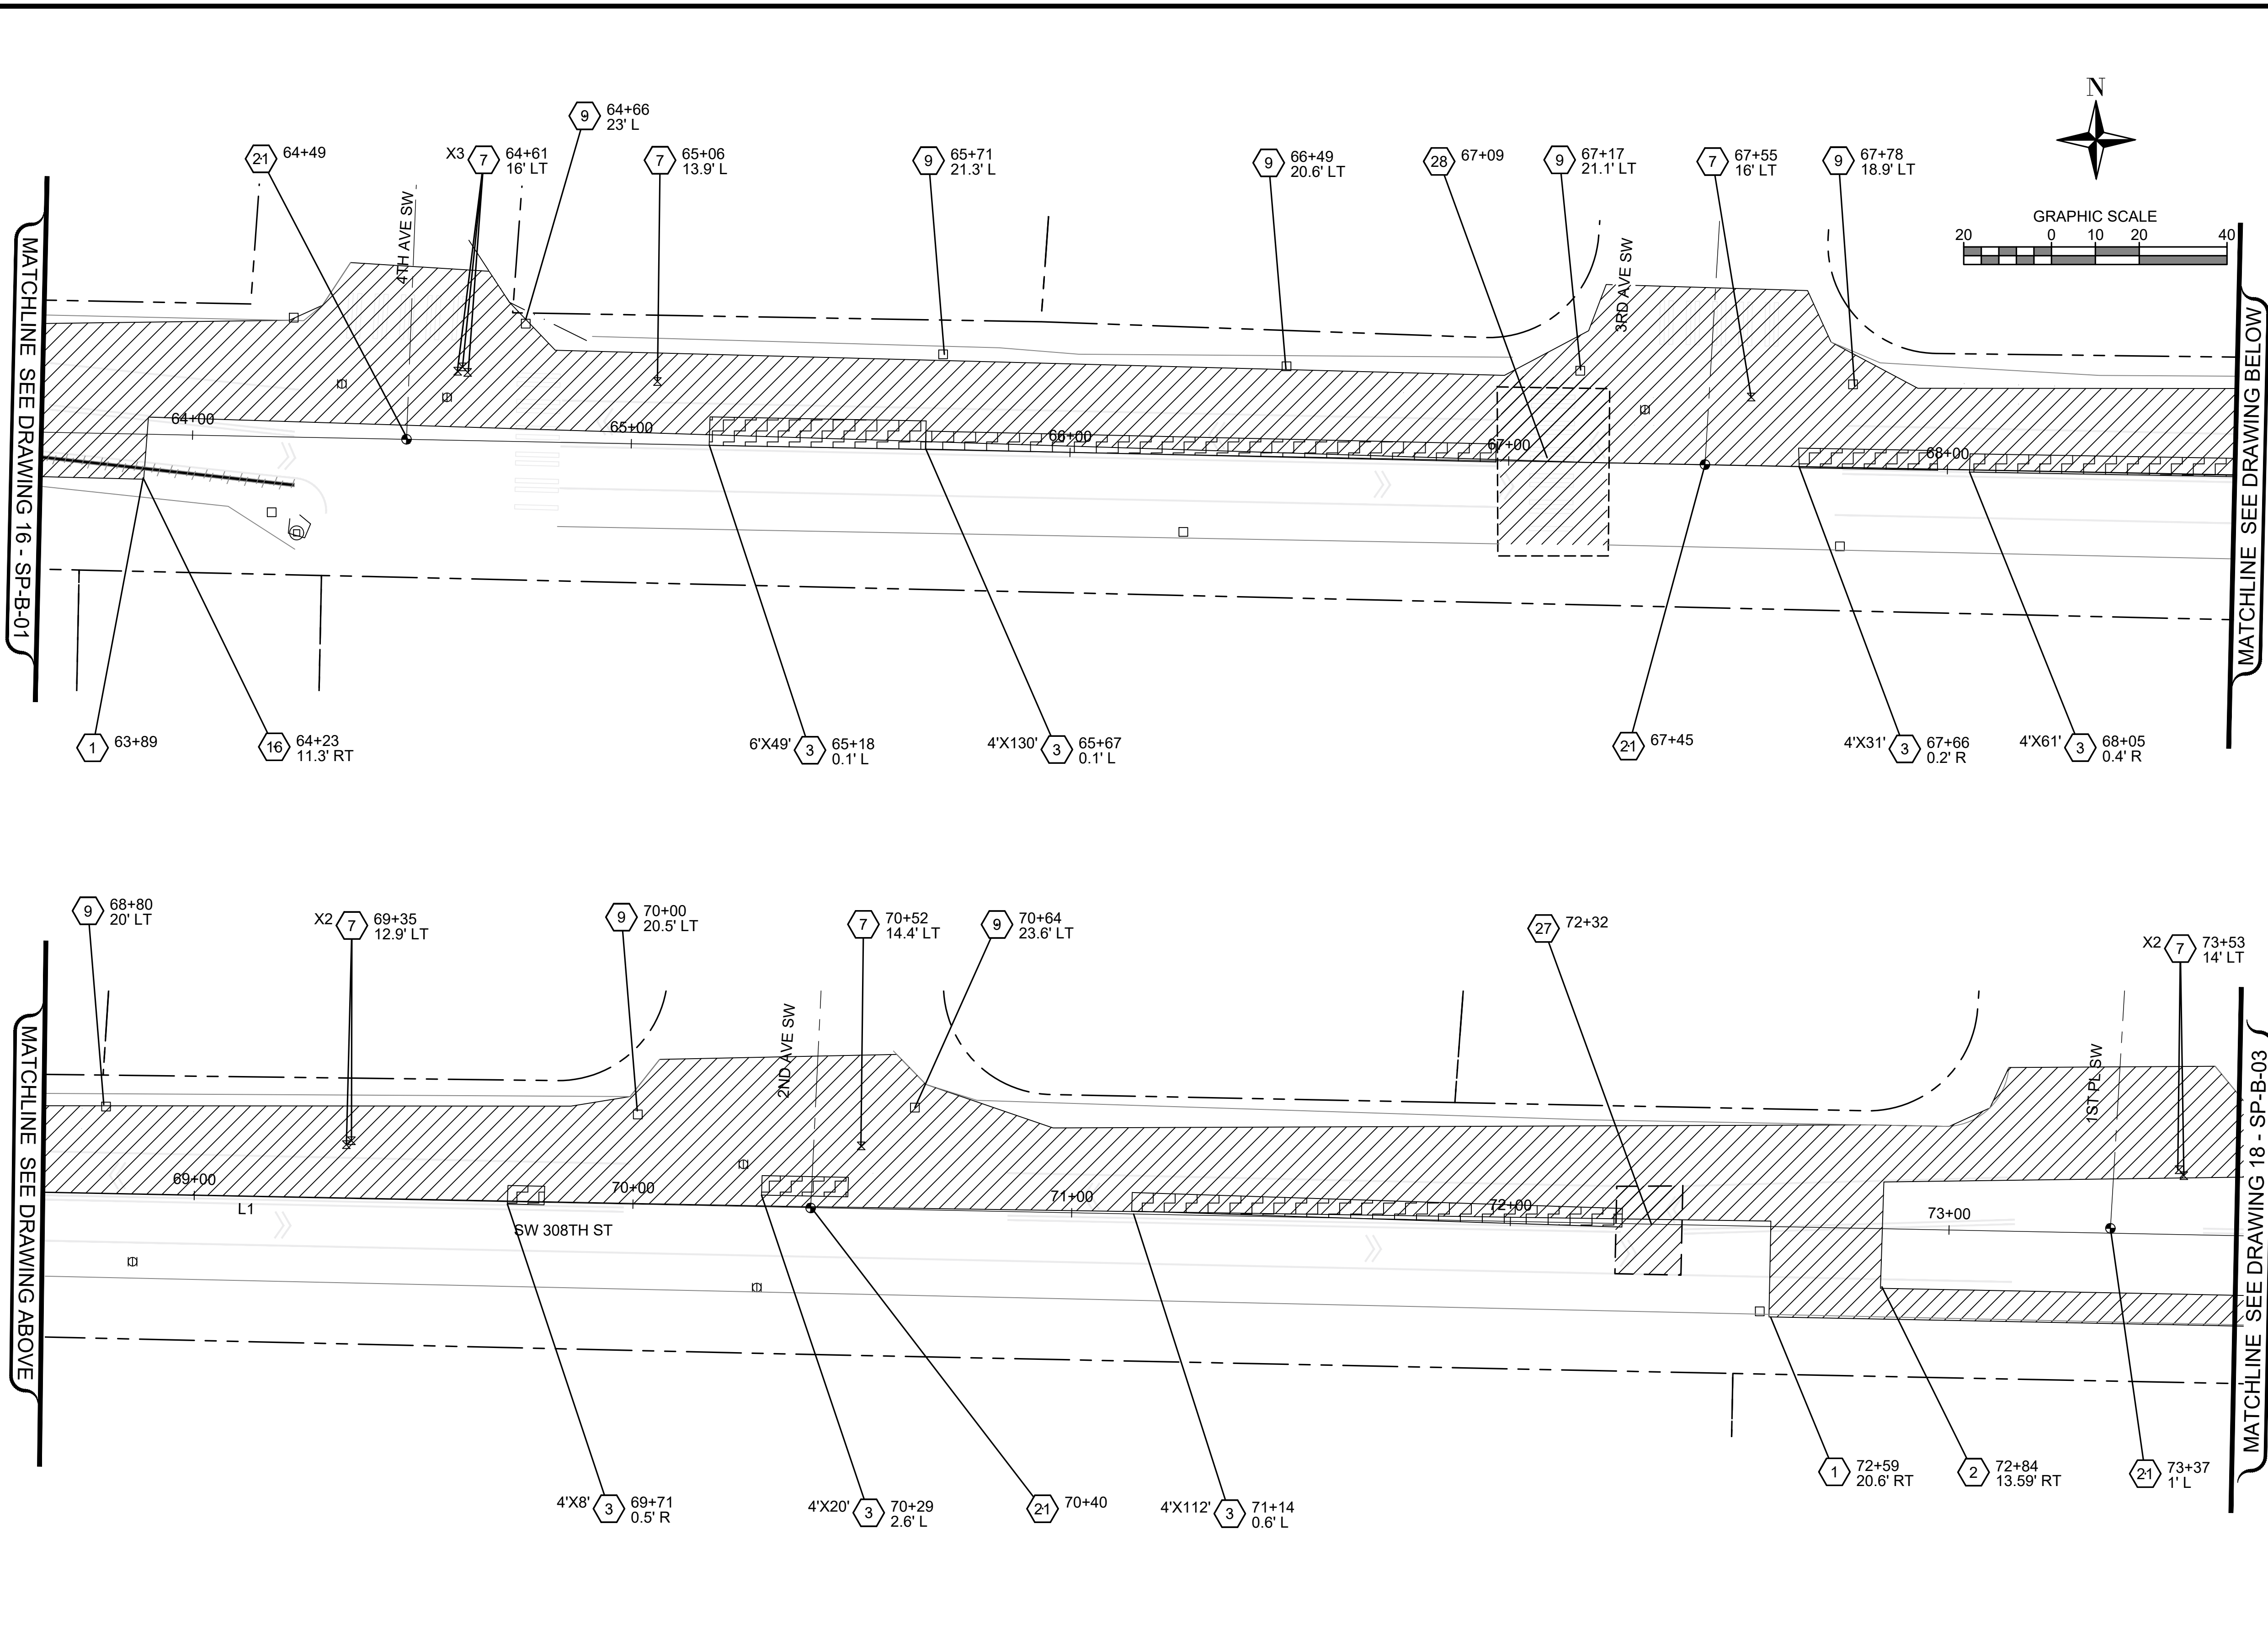 N
GRAPHIC SCALE
20 0 10 20 40
9 64+66
23' L
21 64+49
X3 7 64+61
16' LT
7 65+06
13.9' L
9 65+71
21.3' L
9 66+49
20.6' LT
28 67+09
9 67+17
21.1' LT
7 67+55
16' LT
9 67+78
18.9' LT
4TH AVE SW
3RD AVE SW
MATCHLINE SEE DRAWING 16 - SP-B-01
MATCHLINE SEE DRAWING BELOW
64+00
65+00
66+00
67+00
68+00
1 63+89
16 64+23
11.3' RT
6'X49' 3 65+18
0.1' L
4'X130' 3 65+67
0.1' L
21 67+45
4'X31' 3 67+66
0.2' R
4'X61' 3 68+05
0.4' R
9 68+80
20' LT
X2 7 69+35
12.9' LT
9 70+00
20.5' LT
7 70+52
14.4' LT
9 70+64
23.6' LT
27 72+32
X2 7 73+53
14' LT
2ND AVE SW
1ST PL SW
MATCHLINE SEE DRAWING ABOVE
MATCHLINE SEE DRAWING 18 - SP-B-03
69+00
70+00
71+00
72+00
73+00
L1
SW 308TH ST
4'X8' 3 69+71
0.5' R
4'X20' 3 70+29
2.6' L
21 70+40
4'X112' 3 71+14
0.6' L
1 72+59
20.6' RT
2 72+84
13.59' RT
21 73+37
1' L